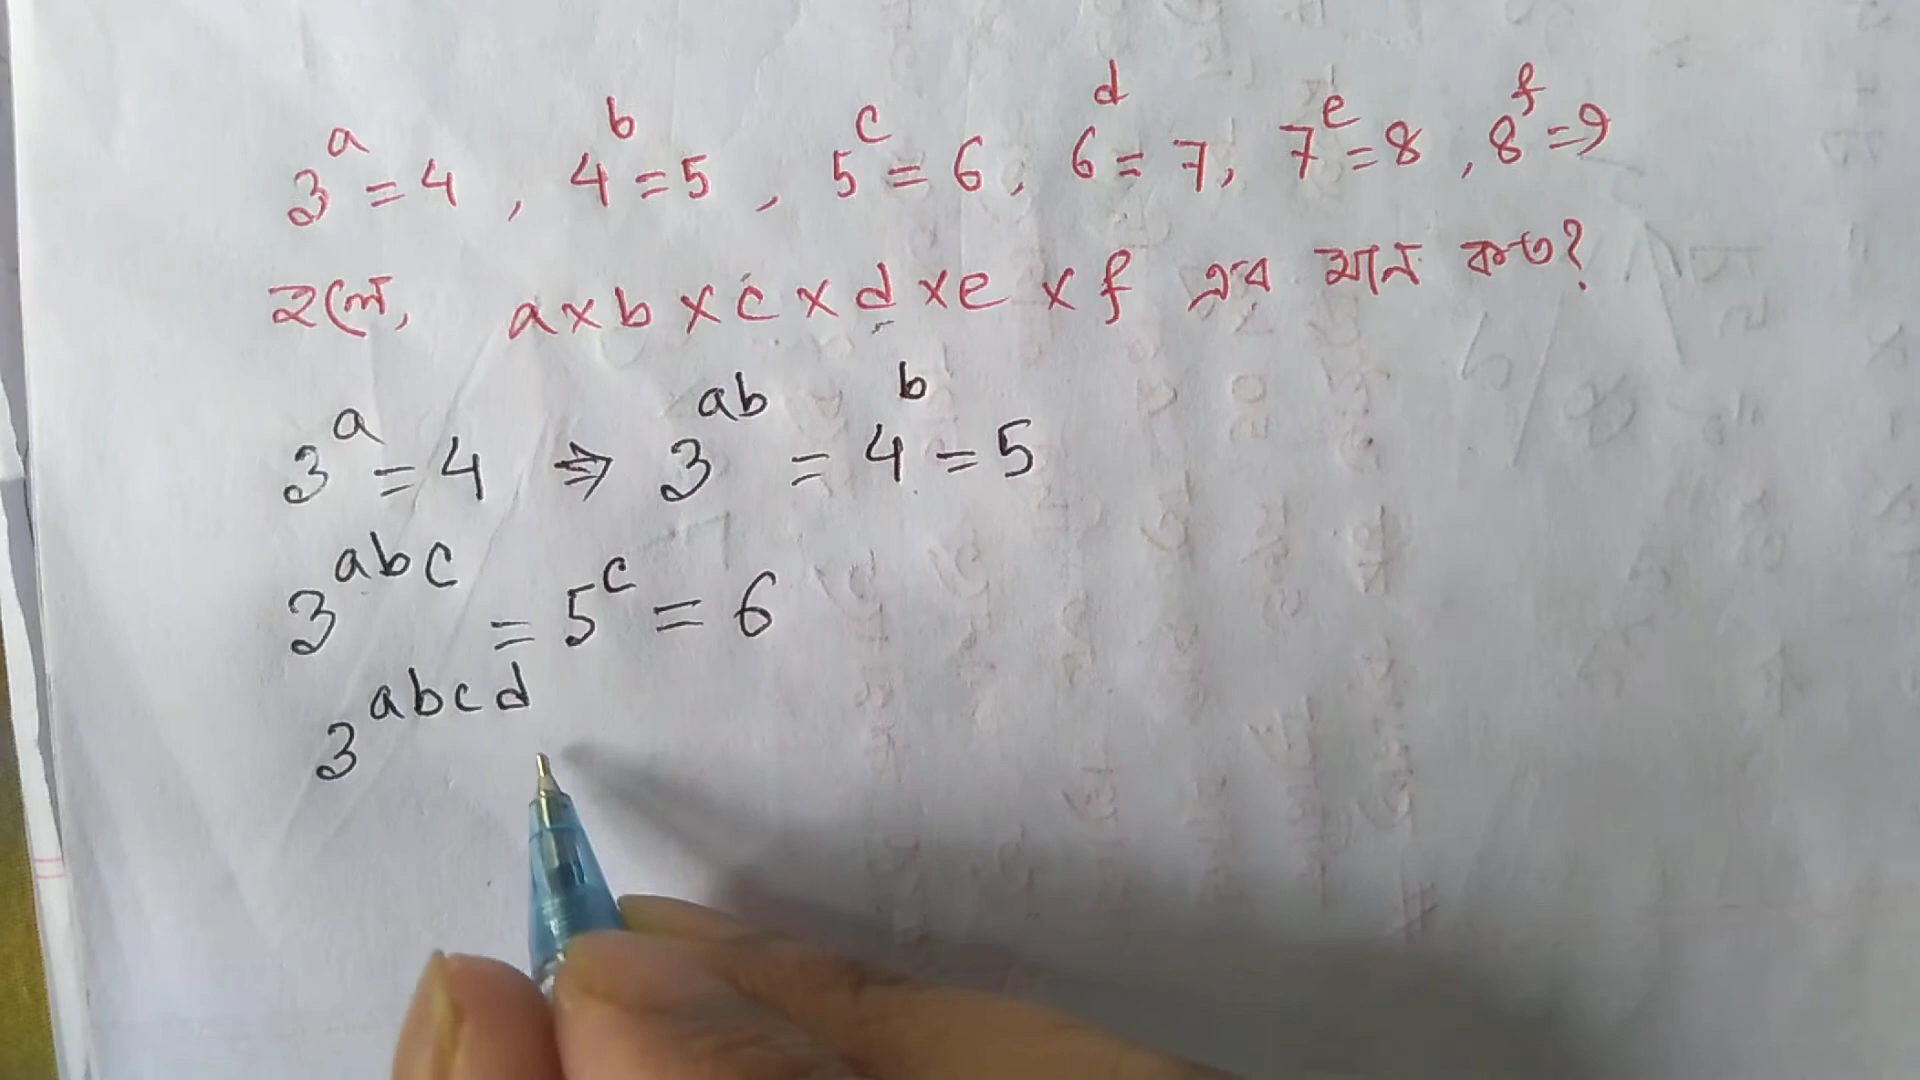 3^a = 4 , 4^b = 5 , 5^c = 6 , 6^d = 7 , 7^e = 8 , 8^f = 9
হলে, a x b x c x d x e x f এর মান কত?
3^a = 4 ⇒ 3^ab = 4^b = 5
3^abc = 5^c = 6
3^abcd